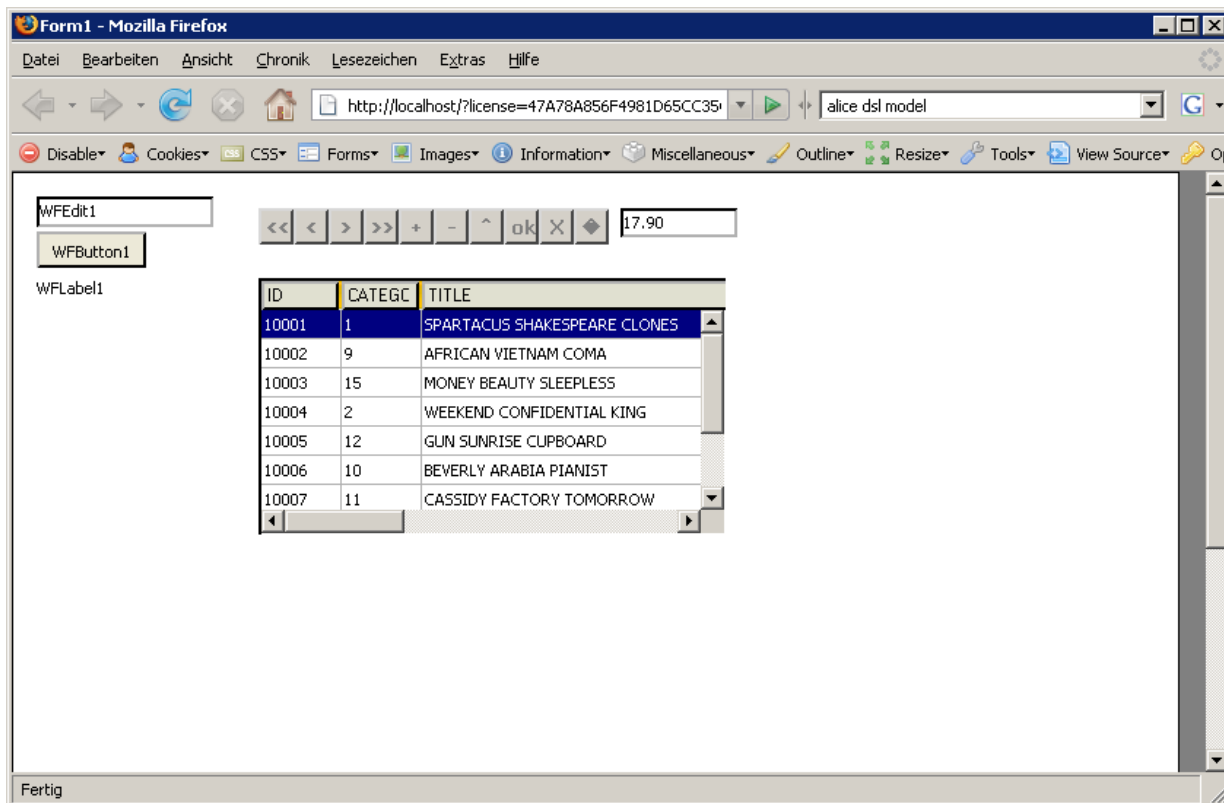 Form1 - Mozilla Firefox
Datei Bearbeiten Ansicht Chronik Lesezeichen Extras Hilfe
http://localhost/?license=47A78A856F4981D65CC35 alice dsl model G
Disable Cookies CSS Forms Images Information Miscellaneous Outline Resize Tools View Source
WFEdit1
<< < > >> + - ^ ok X 17.90
WFButton1
WFLabel1
ID CATEGC TITLE
10001 1 SPARTACUS SHAKESPEARE CLONES
10002 9 AFRICAN VIETNAM COMA
10003 15 MONEY BEAUTY SLEEPLESS
10004 2 WEEKEND CONFIDENTIAL KING
10005 12 GUN SUNRISE CUPBOARD
10006 10 BEVERLY ARABIA PIANIST
10007 11 CASSIDY FACTORY TOMORROW
Fertig